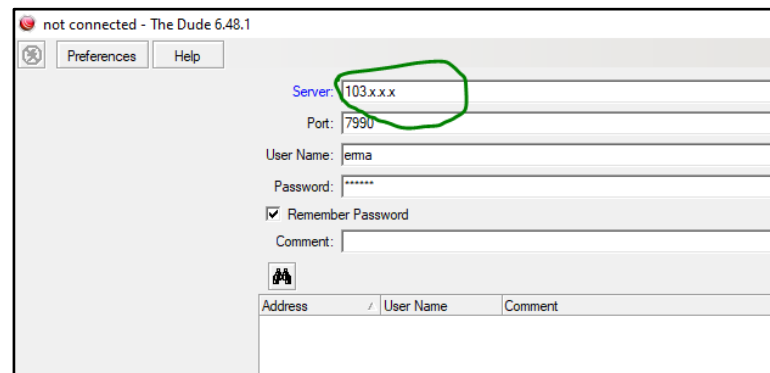 not connected - The Dude 6.48.1
Preferences Help
Server: 103.x.x.x
Port: 7990
User Name: erma
Password: ******
Remember Password
Comment:
Address / User Name Comment